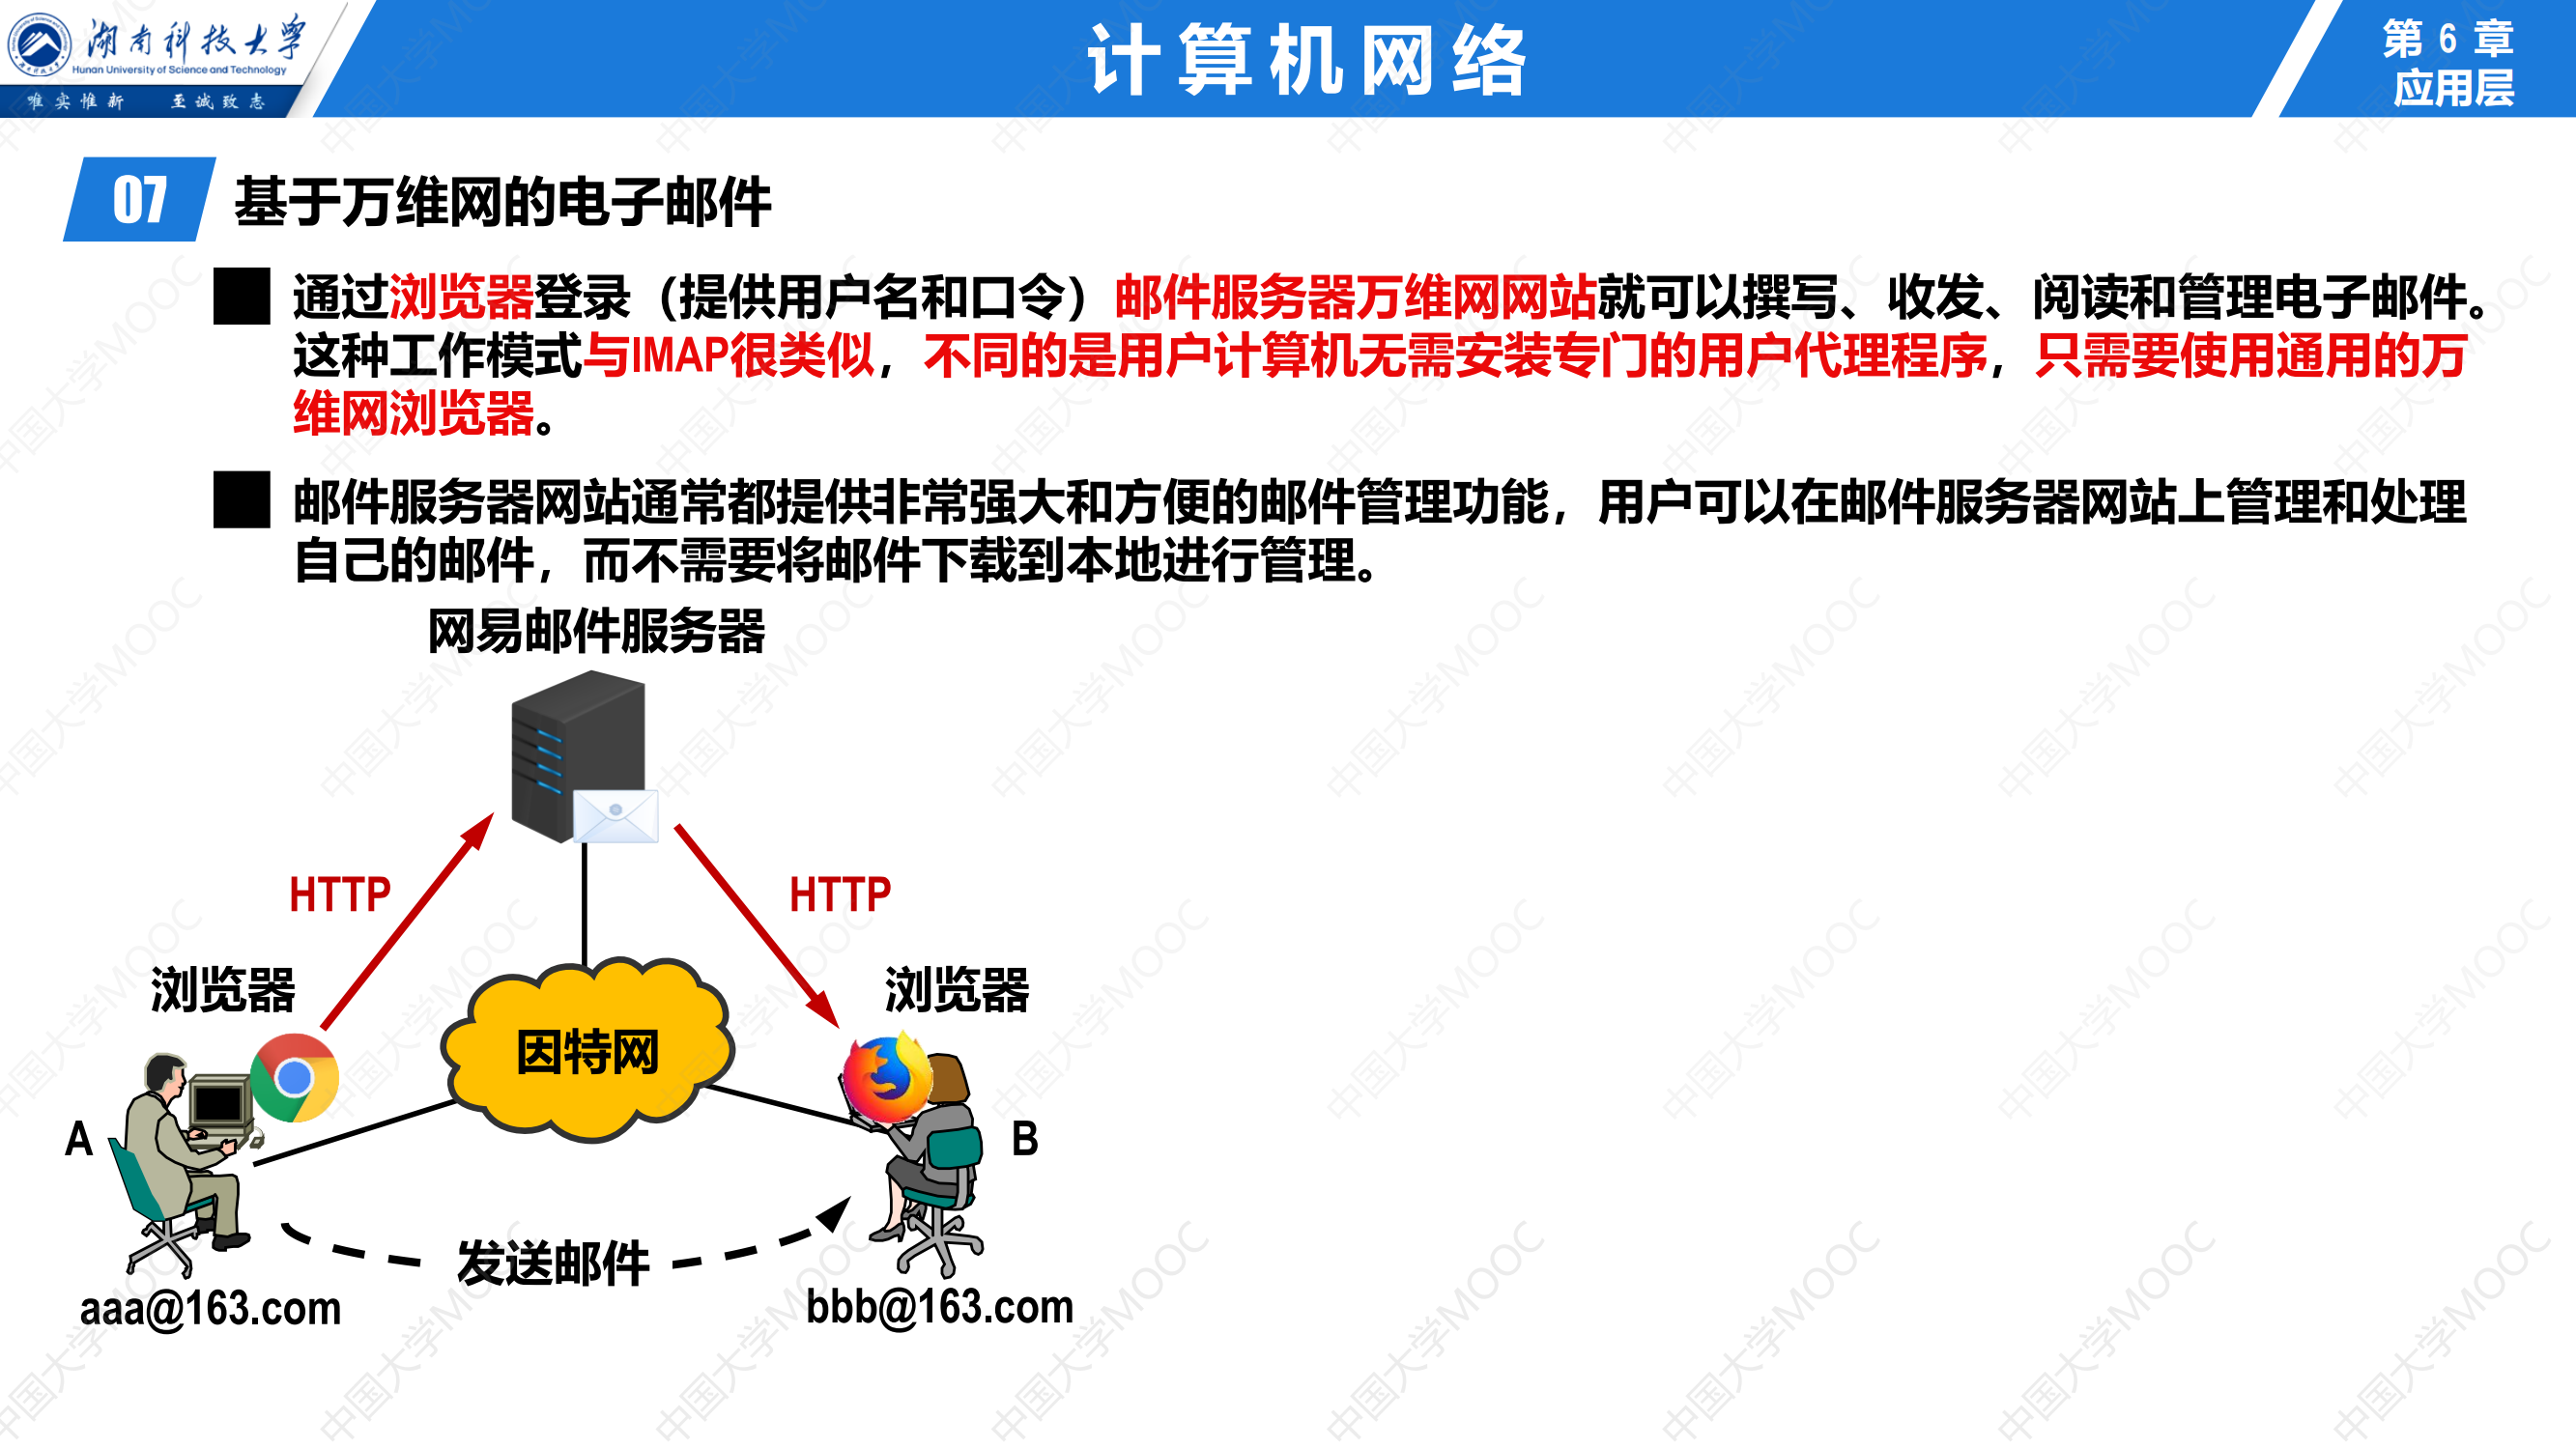 湖南科技大学
Hunan University of Science and Technology
唯实惟新 至诚致志
计算机网络
第 6 章
应用层
07 基于万维网的电子邮件
通过浏览器登录（提供用户名和口令）邮件服务器万维网网站就可以撰写、收发、阅读和管理电子邮件。
这种工作模式与IMAP很类似，不同的是用户计算机无需安装专门的用户代理程序，只需要使用通用的万
维网浏览器。
邮件服务器网站通常都提供非常强大和方便的邮件管理功能，用户可以在邮件服务器网站上管理和处理
自己的邮件，而不需要将邮件下载到本地进行管理。
网易邮件服务器
HTTP
HTTP
浏览器
浏览器
因特网
A
B
发送邮件
aaa@163.com
bbb@163.com
中国大学MOOC